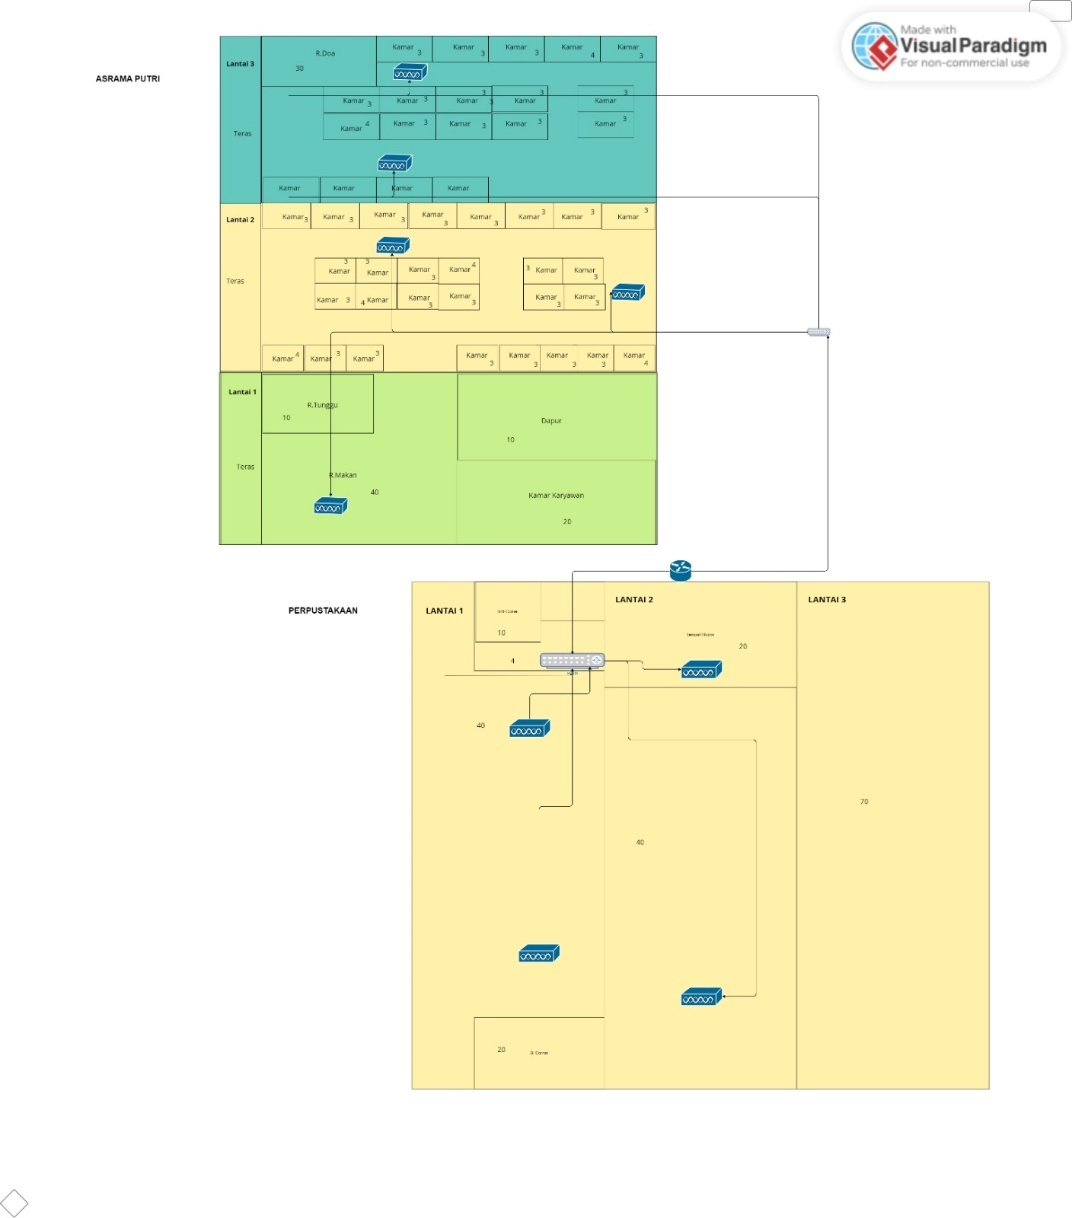 Made with
Visual Paradigm
For non-commercial use
ASRAMA PUTRI
Lantai 3
R.Doa
30
Kamar 3
Kamar 3
Kamar 3
Kamar 4
Kamar 3
Kamar 3
Kamar 3
Kamar 3 3
Kamar 3
Kamar 3
Teras
Kamar 4
Kamar 3
Kamar 3
Kamar 3
Kamar 3
Kamar
Kamar
Kamar
Kamar
Lantai 2
Kamar 3
Kamar 3
Kamar 3
Kamar 3
Kamar 3
Kamar 3
Kamar 3
Kamar 3
Teras
Kamar 3
Kamar 3
Kamar 3
Kamar 4
3 Kamar
Kamar 3
Kamar 3
4 Kamar
Kamar 3
Kamar 3
Kamar 3
Kamar 3
Kamar 4
Kamar 3
Kamar 3
Kamar 3
Kamar 3
Kamar 3
Kamar 3
Kamar 4
Lantai 1
R.Tunggu
10
Dapur
10
Teras
R.Makan
40
Kamar Karyawan
20
PERPUSTAKAAN
LANTAI 1
10
4
40
20
LANTAI 2
20
40
LANTAI 3
70